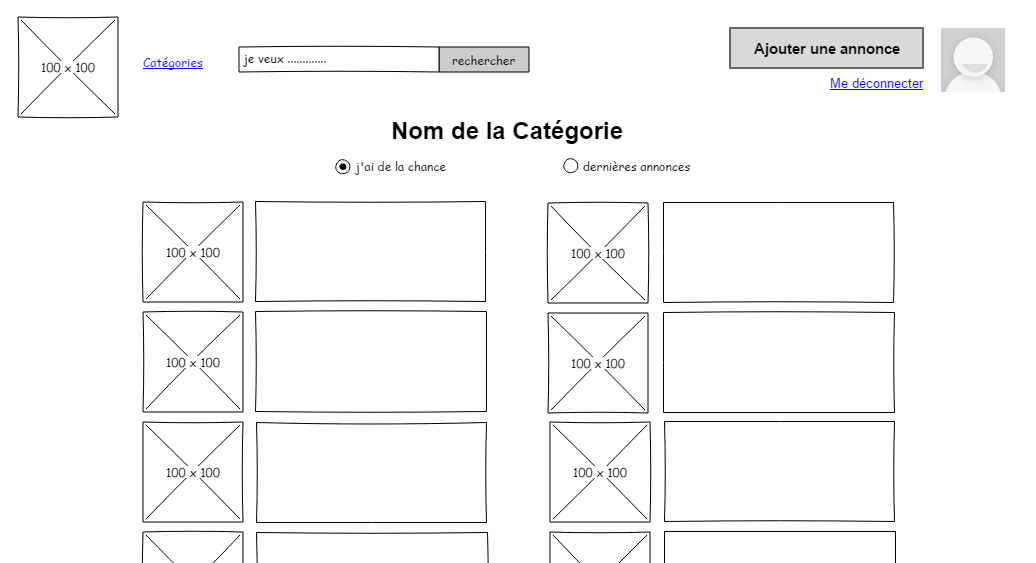 100 x 100
Catégories
je veux .............
rechercher
Ajouter une annonce
Me déconnecter
Nom de la Catégorie
j'ai de la chance
dernières annonces
100 x 100
100 x 100
100 x 100
100 x 100
100 x 100
100 x 100